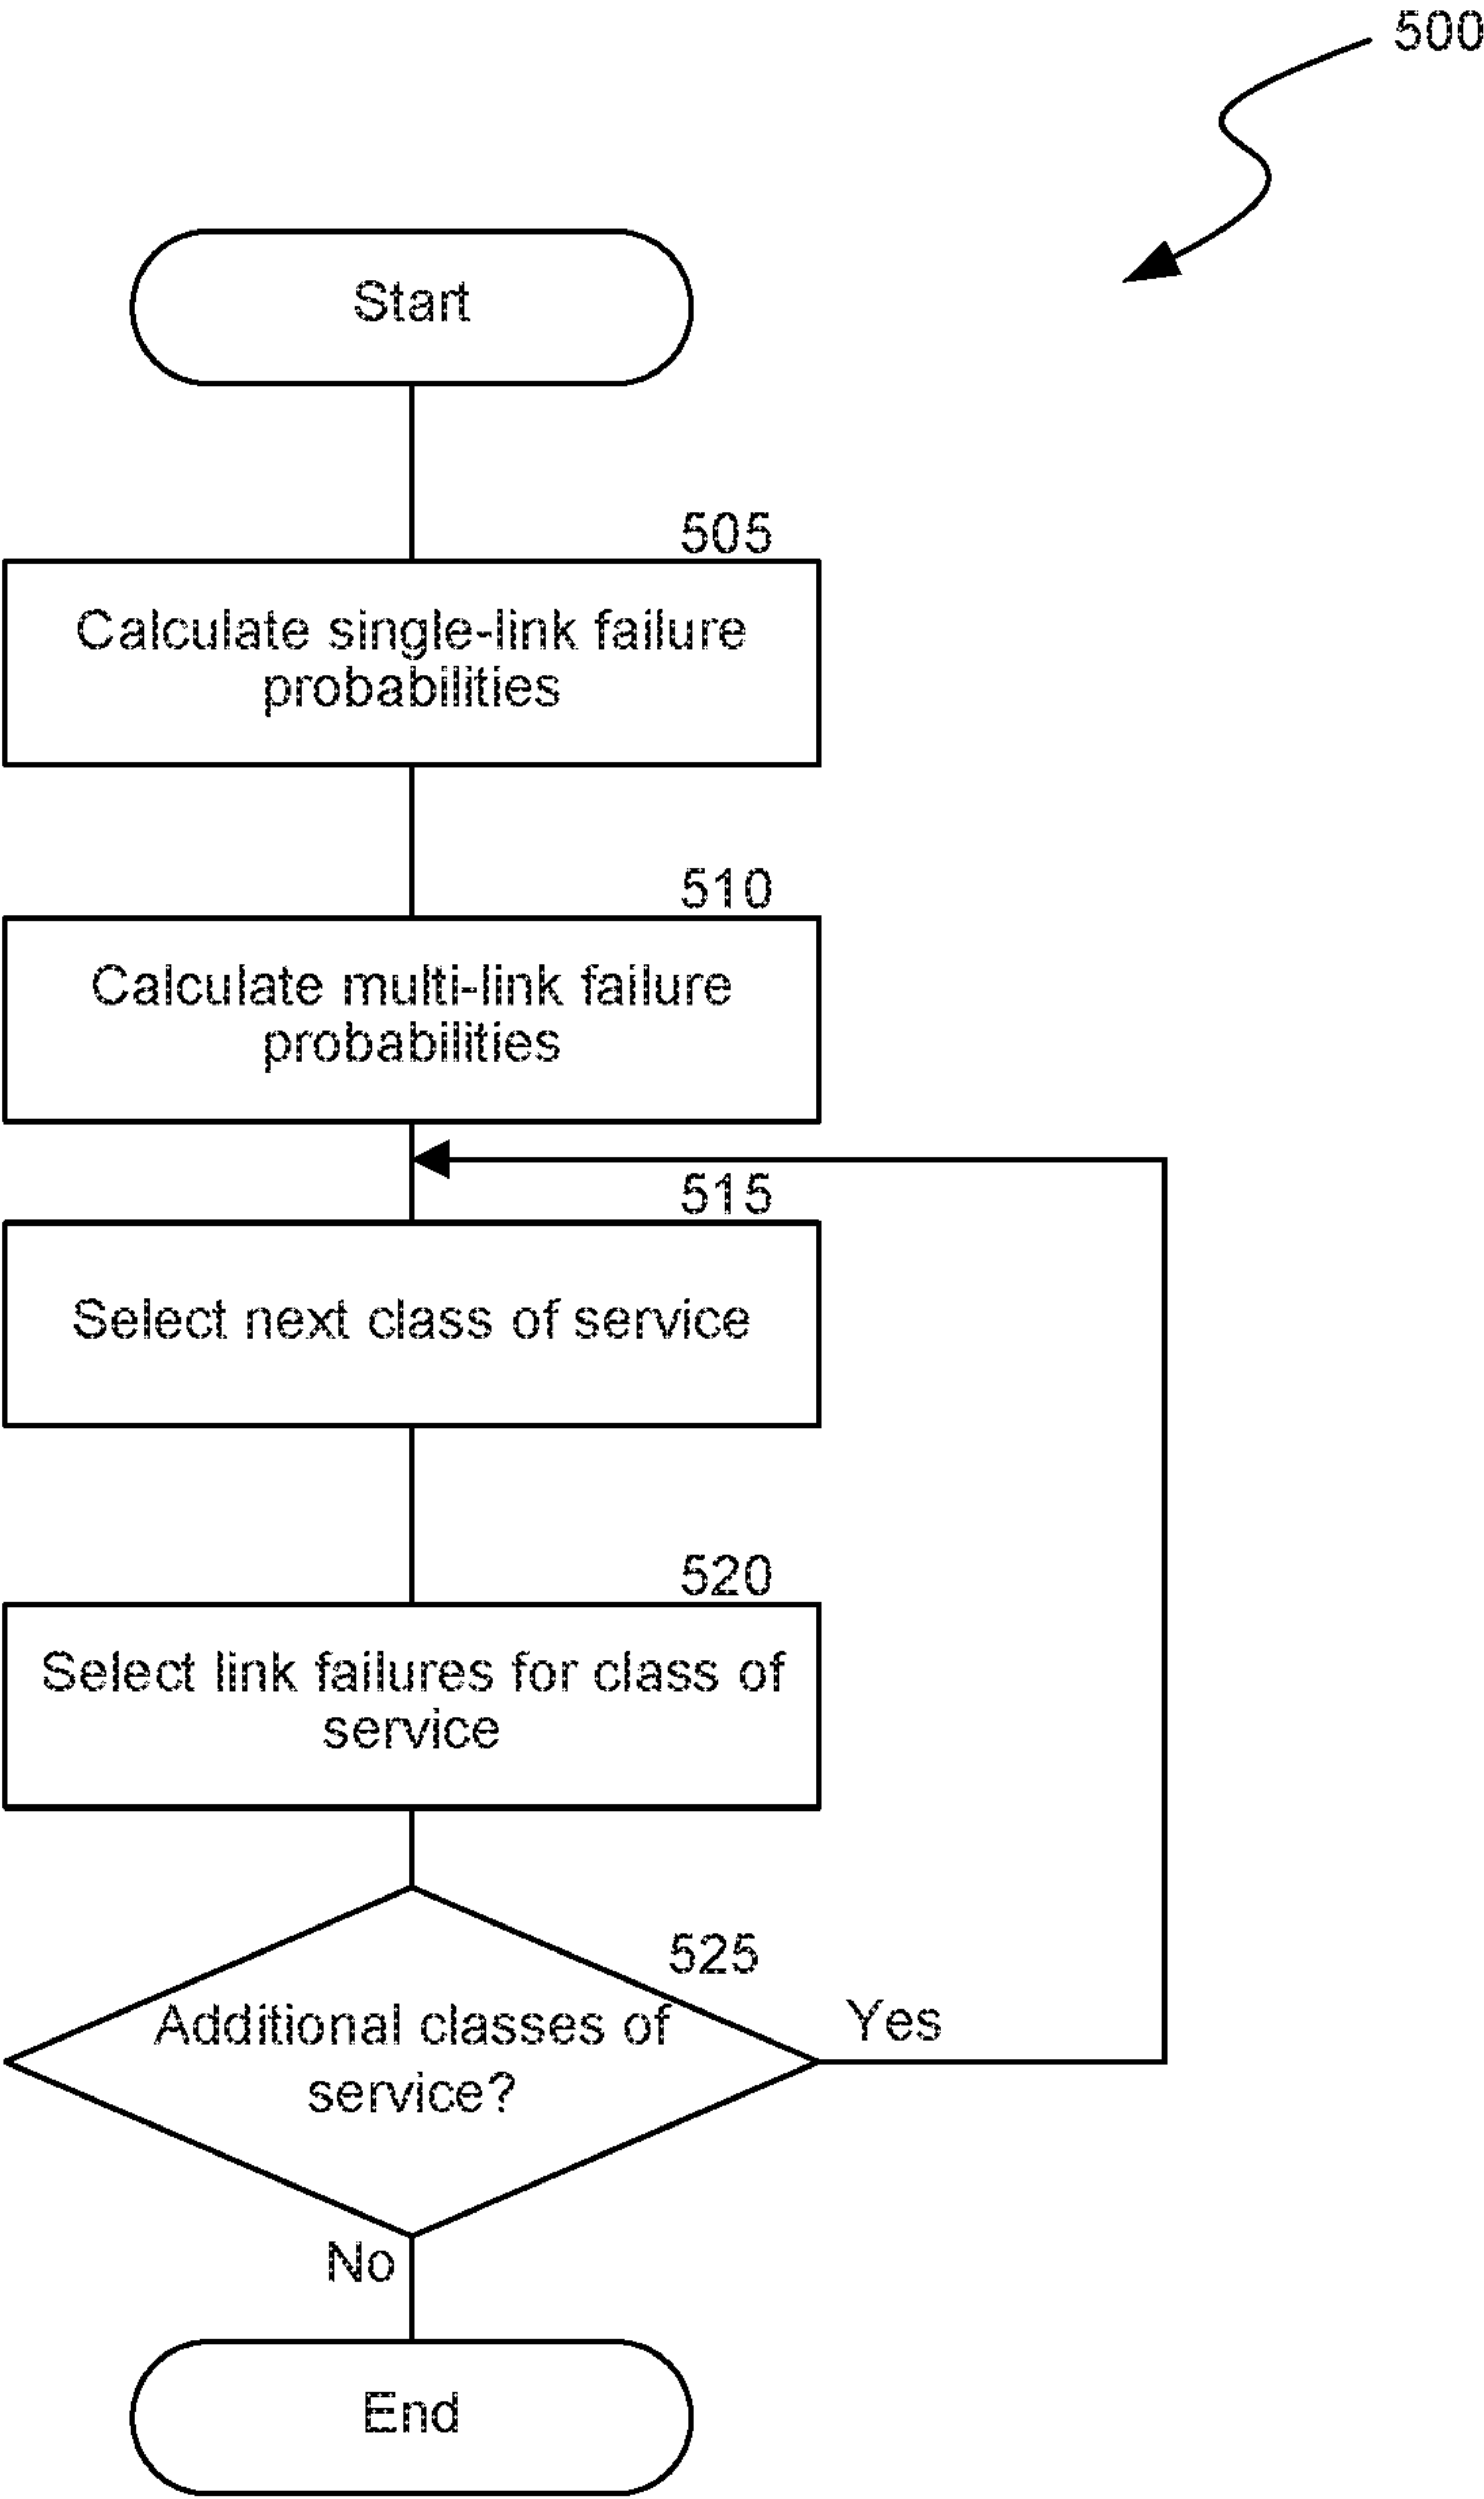 500
Start
505
Calculate single-link failure
probabilities
510
Calculate multi-link failure
probabilities
515
Select next class of service
520
Select link failures for class of
service
525
Additional classes of
service?
Yes
No
End